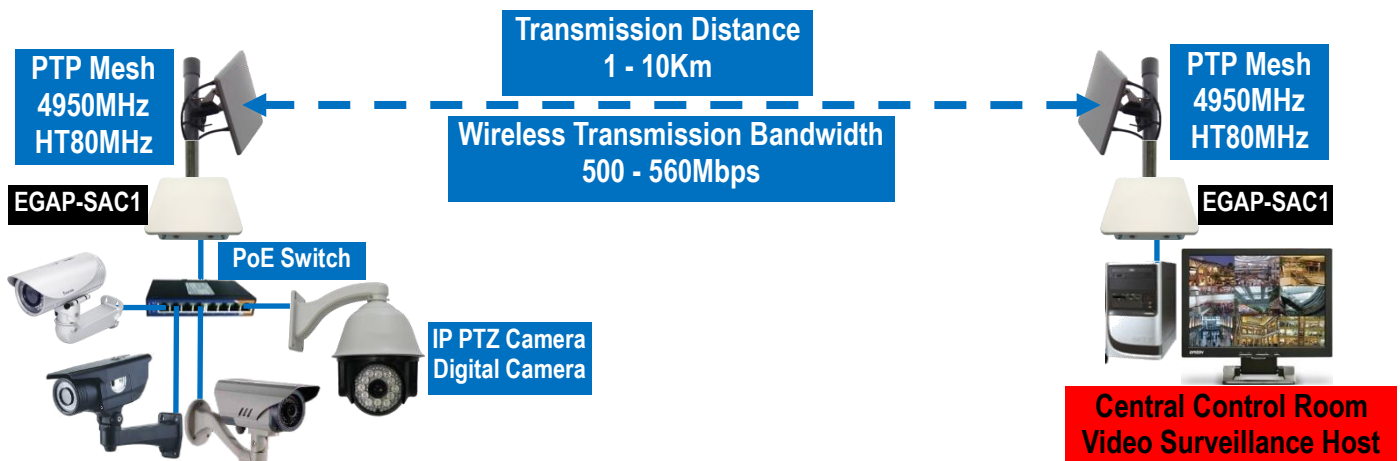 Transmission Distance
1 - 10Km
PTP Mesh
4950MHz
HT80MHz
PTP Mesh
4950MHz
HT80MHz
Wireless Transmission Bandwidth
500 - 560Mbps
EGAP-SAC1
EGAP-SAC1
PoE Switch
IP PTZ Camera
Digital Camera
Central Control Room
Video Surveillance Host